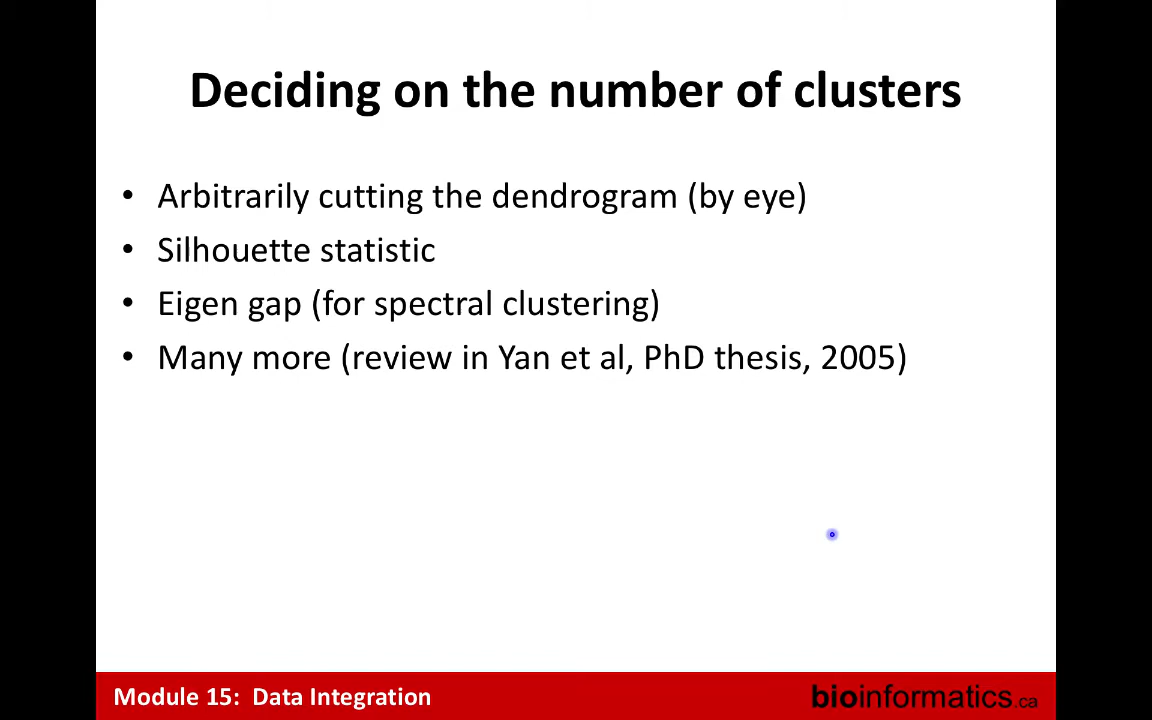 Deciding on the number of clusters
• Arbitrarily cutting the dendrogram (by eye)
• Silhouette statistic
• Eigen gap (for spectral clustering)
• Many more (review in Yan et al, PhD thesis, 2005)
Module 15: Data Integration
bioinformatics.ca